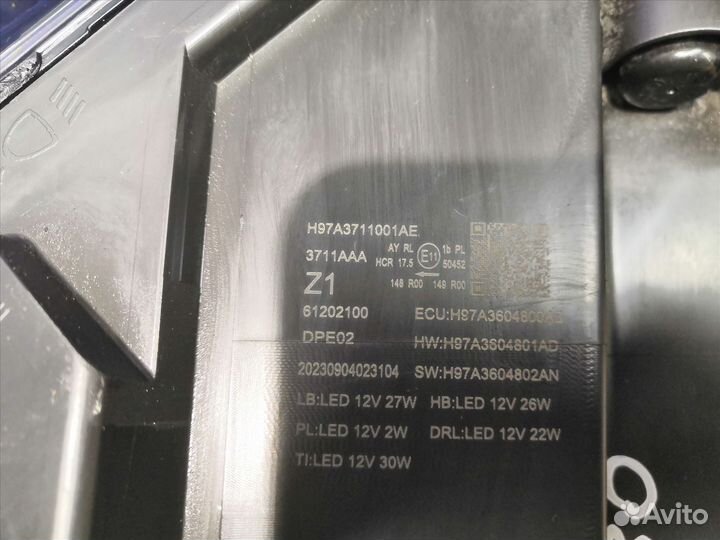 H97A3711001AE
3711AAA
AY RL 1b PL
HCR 17.5 E11 50452
148 R00 149 R00
Z1
61202100
DPE02 HW:H97A3604801AD
20230904023104 SW:H97A3604802AN
LB:LED 12V 27W HB:LED 12V 26W
PL:LED 12V 2W DRL:LED 12V 22W
TI:LED 12V 30W
Avito